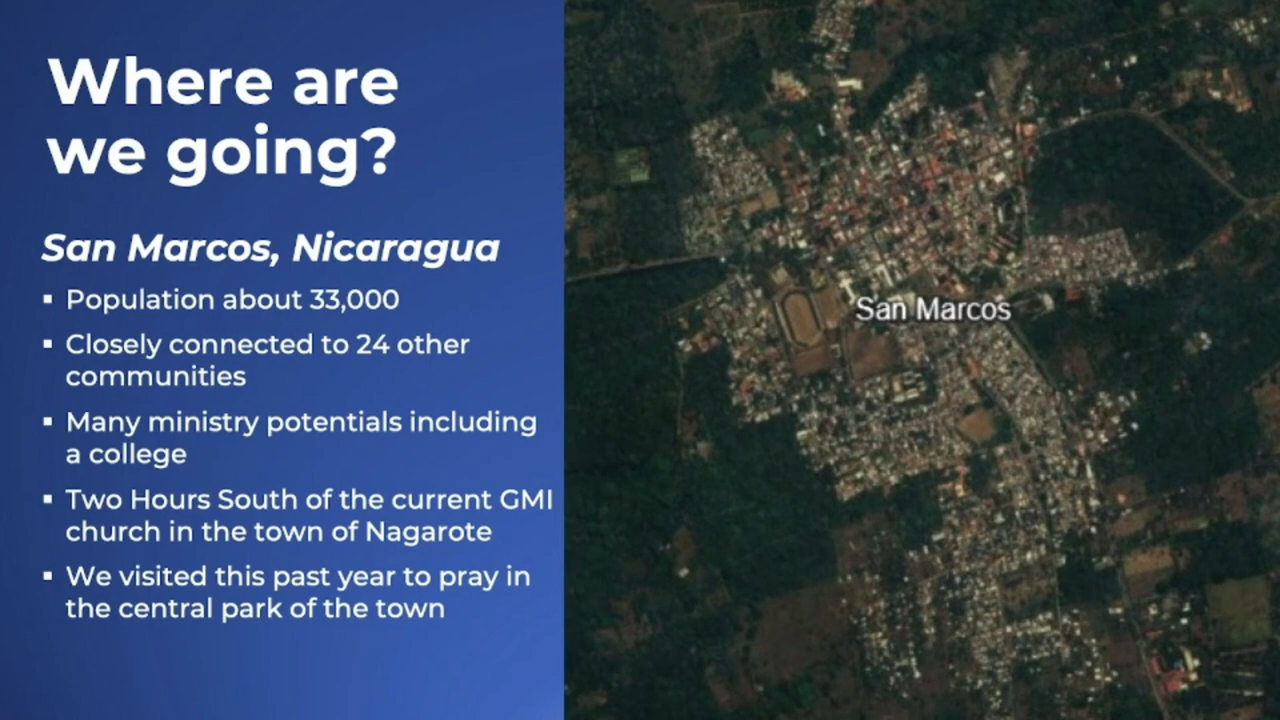 Where are
we going?
San Marcos, Nicaragua
▪ Population about 33,000
▪ Closely connected to 24 other
communities
▪ Many ministry potentials including
a college
▪ Two Hours South of the current GMI
church in the town of Nagarote
▪ We visited this past year to pray in
the central park of the town
San Marcos